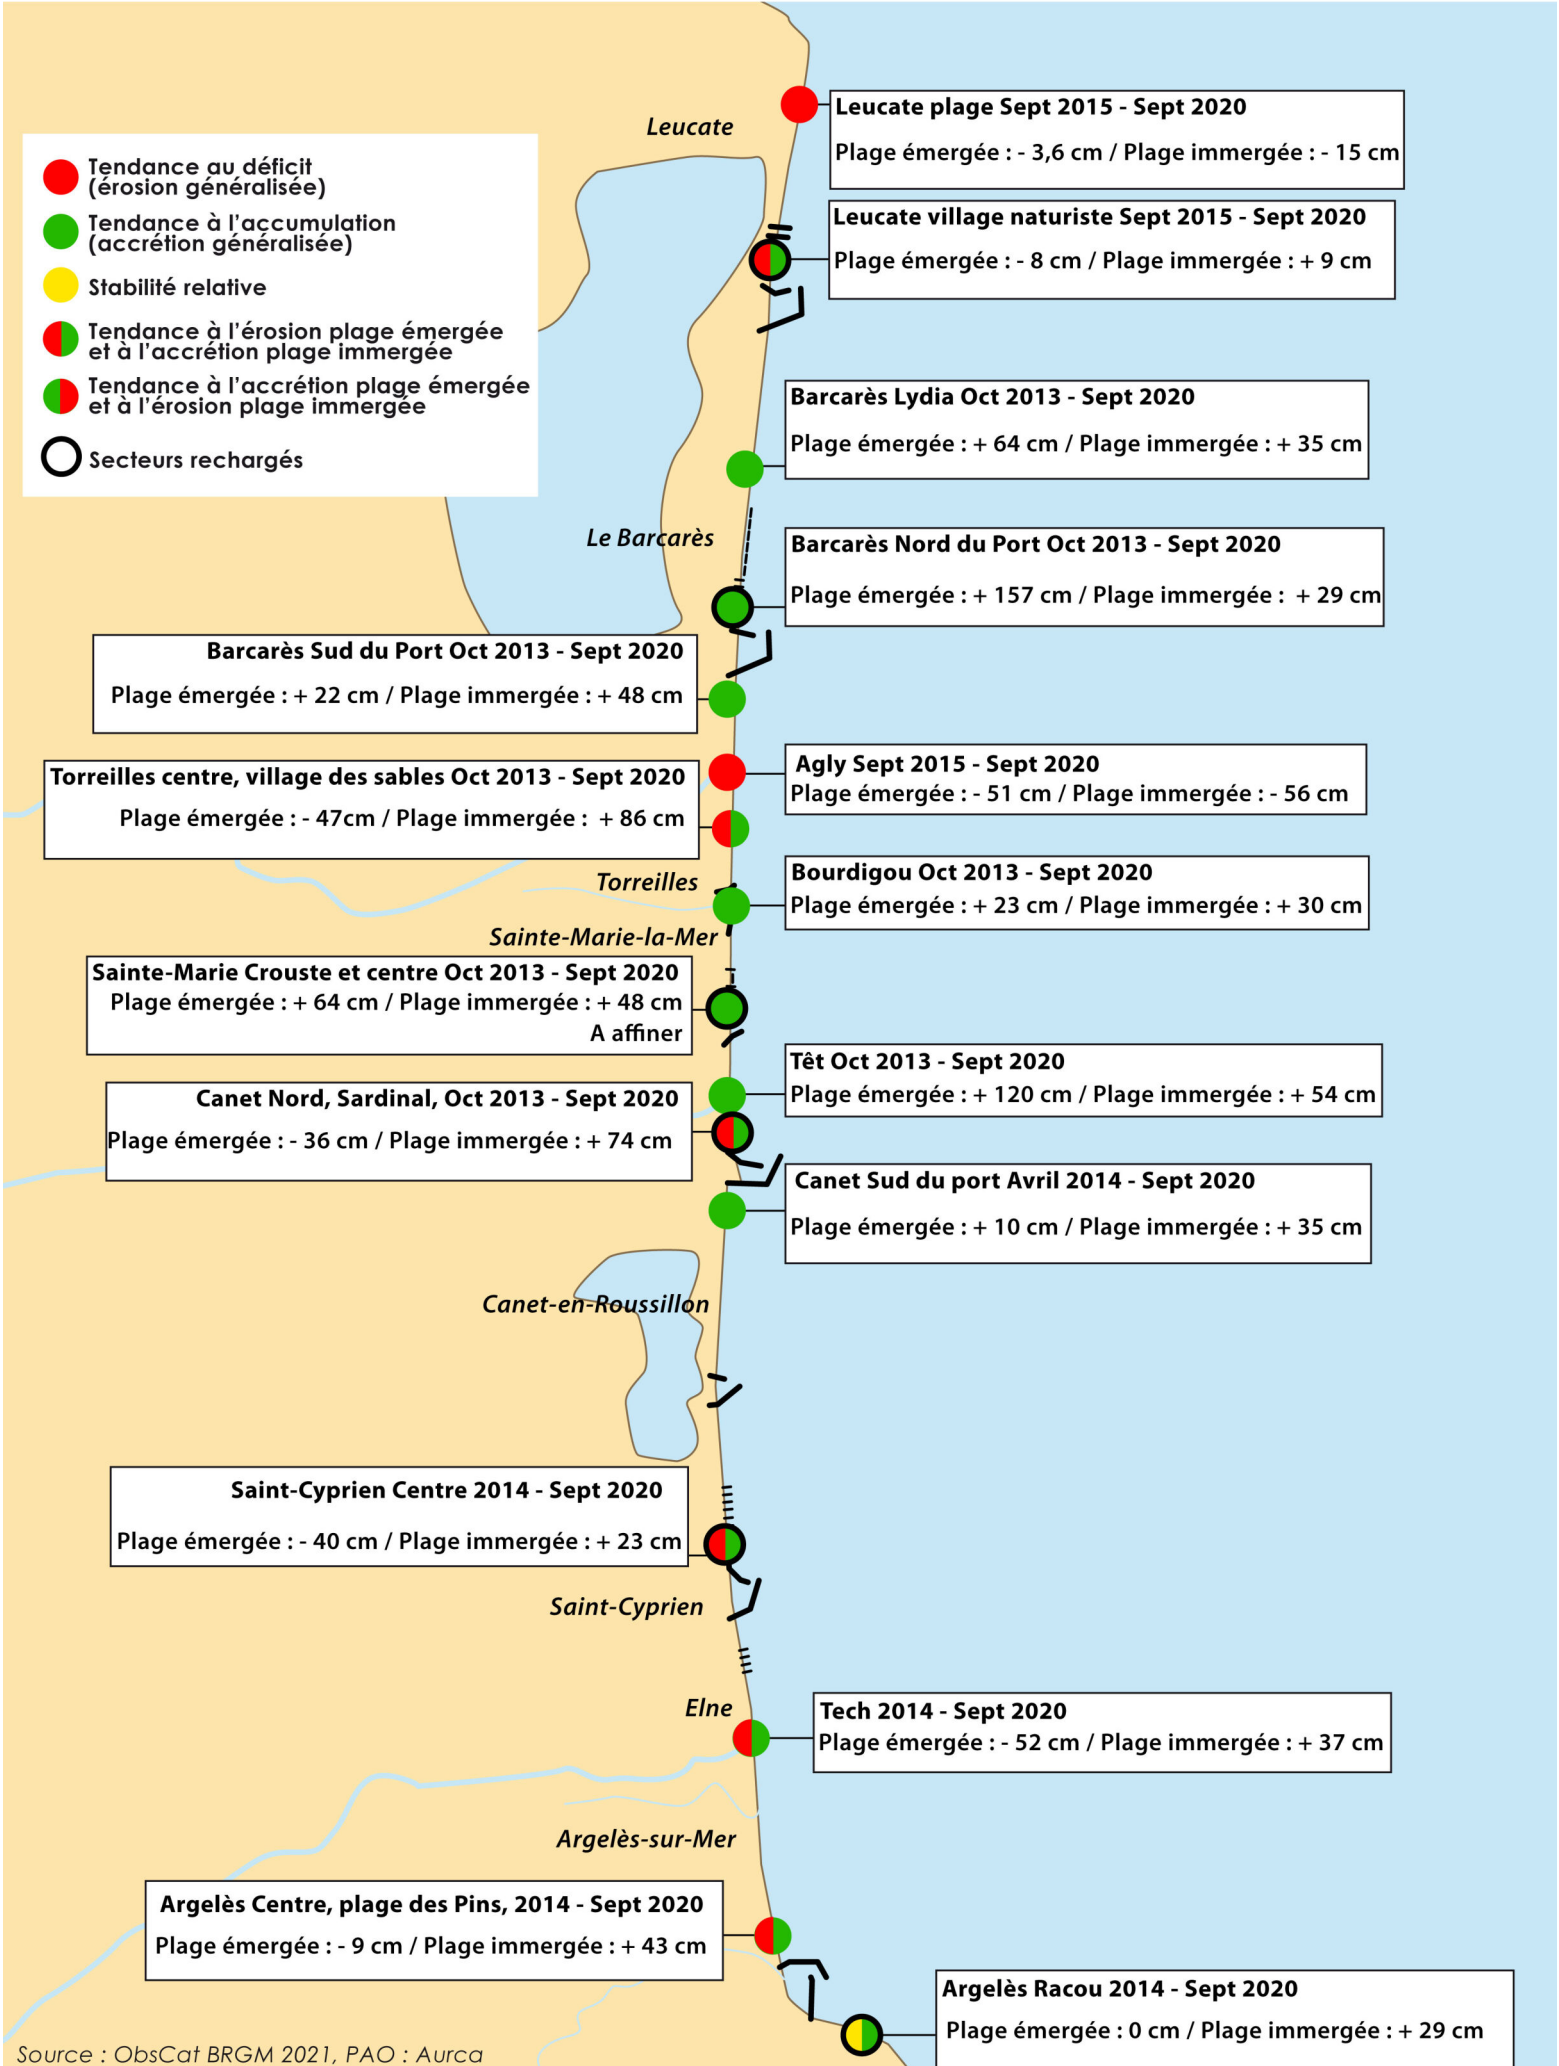 Leucate
Leucate plage Sept 2015 - Sept 2020
Plage émergée : - 3,6 cm / Plage immergée : - 15 cm
Tendance au déficit
(érosion généralisée)
Tendance à l'accumulation
(accrétion généralisée)
Stabilité relative
Tendance à l'érosion plage émergée
et à l'accrétion plage immergée
Tendance à l'accrétion plage émergée
et à l'érosion plage immergée
Secteurs rechargés
Leucate village naturiste Sept 2015 - Sept 2020
Plage émergée : - 8 cm / Plage immergée : + 9 cm
Barcarès Lydia Oct 2013 - Sept 2020
Plage émergée : + 64 cm / Plage immergée : + 35 cm
Le Barcarès
Barcarès Nord du Port Oct 2013 - Sept 2020
Plage émergée : + 157 cm / Plage immergée : + 29 cm
Barcarès Sud du Port Oct 2013 - Sept 2020
Plage émergée : + 22 cm / Plage immergée : + 48 cm
Agly Sept 2015 - Sept 2020
Plage émergée : - 51 cm / Plage immergée : - 56 cm
Torreilles centre, village des sables Oct 2013 - Sept 2020
Plage émergée : - 47cm / Plage immergée : + 86 cm
Torreilles
Bourdigou Oct 2013 - Sept 2020
Plage émergée : + 23 cm / Plage immergée : + 30 cm
Sainte-Marie-la-Mer
Sainte-Marie Crouste et centre Oct 2013 - Sept 2020
Plage émergée : + 64 cm / Plage immergée : + 48 cm
A affiner
Têt Oct 2013 - Sept 2020
Plage émergée : + 120 cm / Plage immergée : + 54 cm
Canet Nord, Sardinal, Oct 2013 - Sept 2020
Plage émergée : - 36 cm / Plage immergée : + 74 cm
Canet Sud du port Avril 2014 - Sept 2020
Plage émergée : + 10 cm / Plage immergée : + 35 cm
Canet-en-Roussillon
Saint-Cyprien Centre 2014 - Sept 2020
Plage émergée : - 40 cm / Plage immergée : + 23 cm
Saint-Cyprien
Elne
Tech 2014 - Sept 2020
Plage émergée : - 52 cm / Plage immergée : + 37 cm
Argelès-sur-Mer
Argelès Centre, plage des Pins, 2014 - Sept 2020
Plage émergée : - 9 cm / Plage immergée : + 43 cm
Argelès Racou 2014 - Sept 2020
Plage émergée : 0 cm / Plage immergée : + 29 cm
Source : ObsCat BRGM 2021, PAO : Aurca